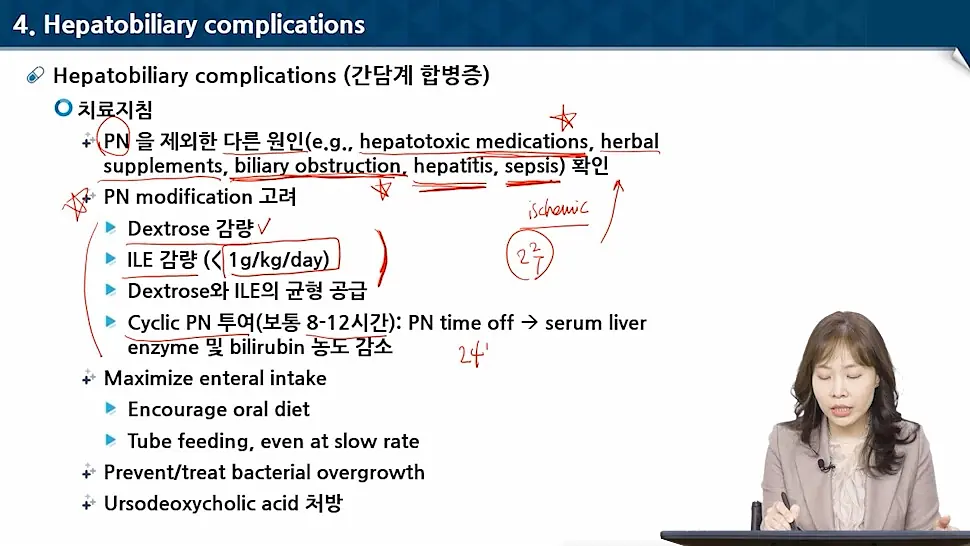 4. Hepatobiliary complications
Hepatobiliary complications (간담계 합병증)
치료지침
PN 을 제외한 다른 원인(e.g., hepatotoxic medications, herbal
supplements, biliary obstruction, hepatitis, sepsis) 확인
PN modification 고려
ischemic
Dextrose 감량
ILE 감량 (< 1g/kg/day)
Dextrose와 ILE의 균형 공급
Cyclic PN 투여(보통 8-12시간): PN time off → serum liver
enzyme 및 bilirubin 농도 감소
24
Maximize enteral intake
Encourage oral diet
Tube feeding, even at slow rate
Prevent/treat bacterial overgrowth
Ursodeoxycholic acid 처방